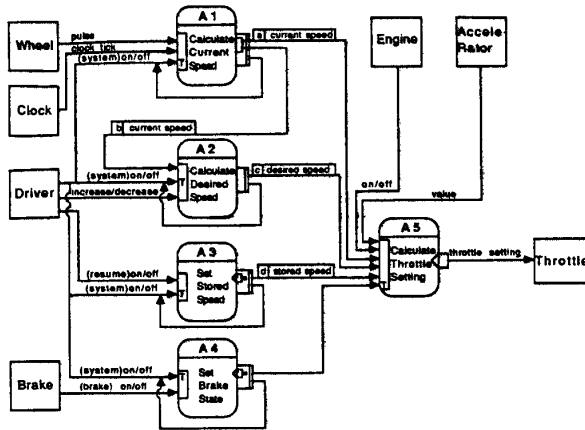 A 1
Wheel
pulse
clock tick
(system)on/off
T
Calculate
Current
Speed
a
current speed
Engine
Accele
Rator
Clock
b
current speed
A 2
Driver
(system)on/off
increase/decrease
T
Calculate
Desired
Speed
c
desired speed
on/off
value
A 5
Calculate
Throttle
Setting
T
throttle setting
Throttle
A 3
(resume)on/off
(system)on/off
T
Set
Stored
Speed
d
stored speed
A 4
Brake
(system)on/off
(brake) on/off
T
Set
Brake
State